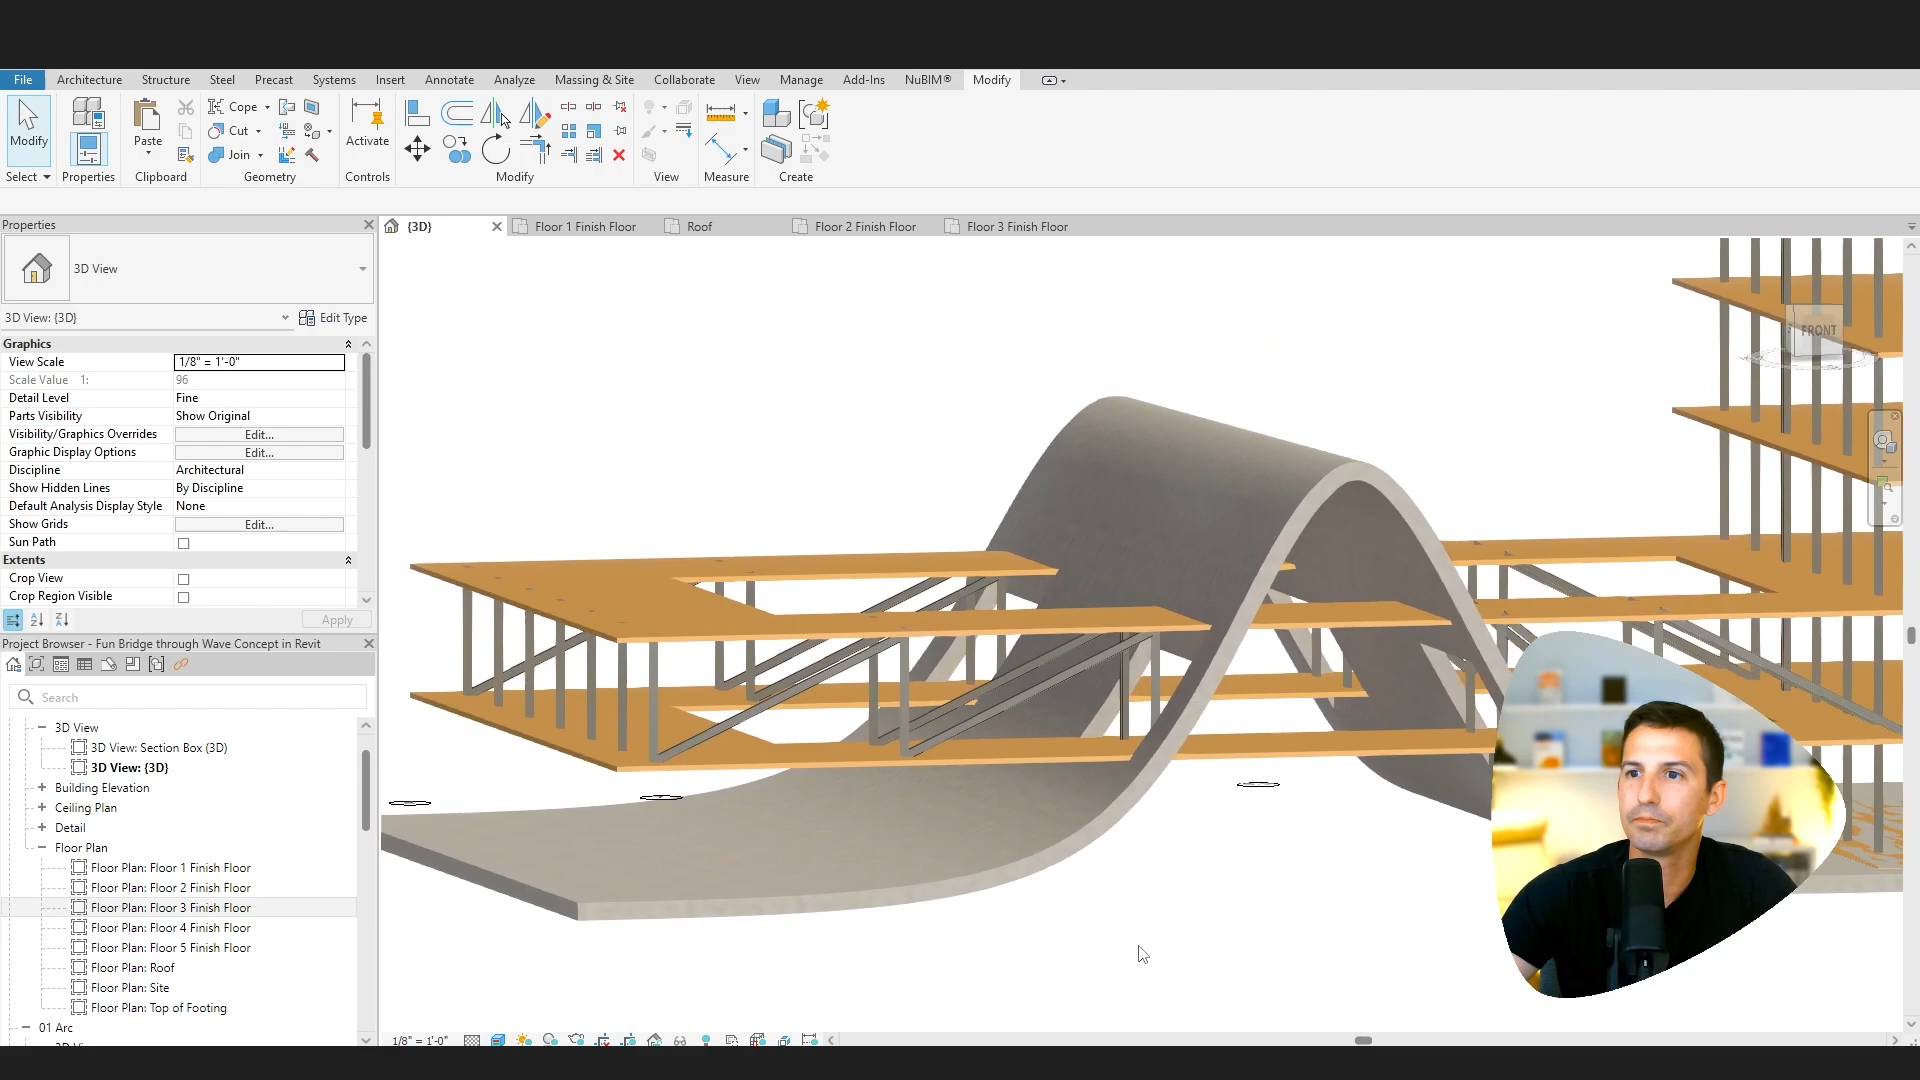 File Architecture Structure Steel Precast Systems Insert Annotate Analyze Massing & Site Collaborate View Manage Add-Ins NuBIM® Modify
Modify Paste Cope Cut Join Activate
Select Properties Clipboard Geometry Controls Modify View Measure Create
Properties
{3D} Floor 1 Finish Floor Roof Floor 2 Finish Floor Floor 3 Finish Floor
3D View
3D View: {3D} Edit Type
Graphics
View Scale 1/8" = 1'-0"
Scale Value 1: 96
Detail Level Fine
Parts Visibility Show Original
Visibility/Graphics Overrides Edit...
Graphic Display Options Edit...
Discipline Architectural
Show Hidden Lines By Discipline
Default Analysis Display Style None
Show Grids Edit...
Sun Path
Extents
Crop View
Crop Region Visible
Apply
FRONT
Project Browser - Fun Bridge through Wave Concept in Revit
Search
3D View
3D View: Section Box (3D)
3D View: {3D}
Building Elevation
Ceiling Plan
Detail
Floor Plan
Floor Plan: Floor 1 Finish Floor
Floor Plan: Floor 2 Finish Floor
Floor Plan: Floor 3 Finish Floor
Floor Plan: Floor 4 Finish Floor
Floor Plan: Floor 5 Finish Floor
Floor Plan: Roof
Floor Plan: Site
Floor Plan: Top of Footing
01 Arc
1/8" = 1'-0"